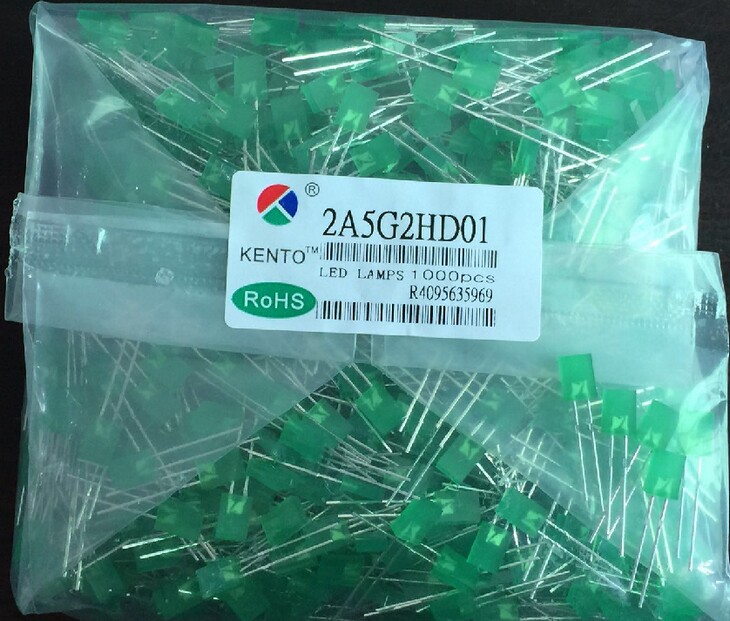 ®
2A5G2HD01
KENTO™
LED LAMPS 1000pcs
R4095635969
RoHS